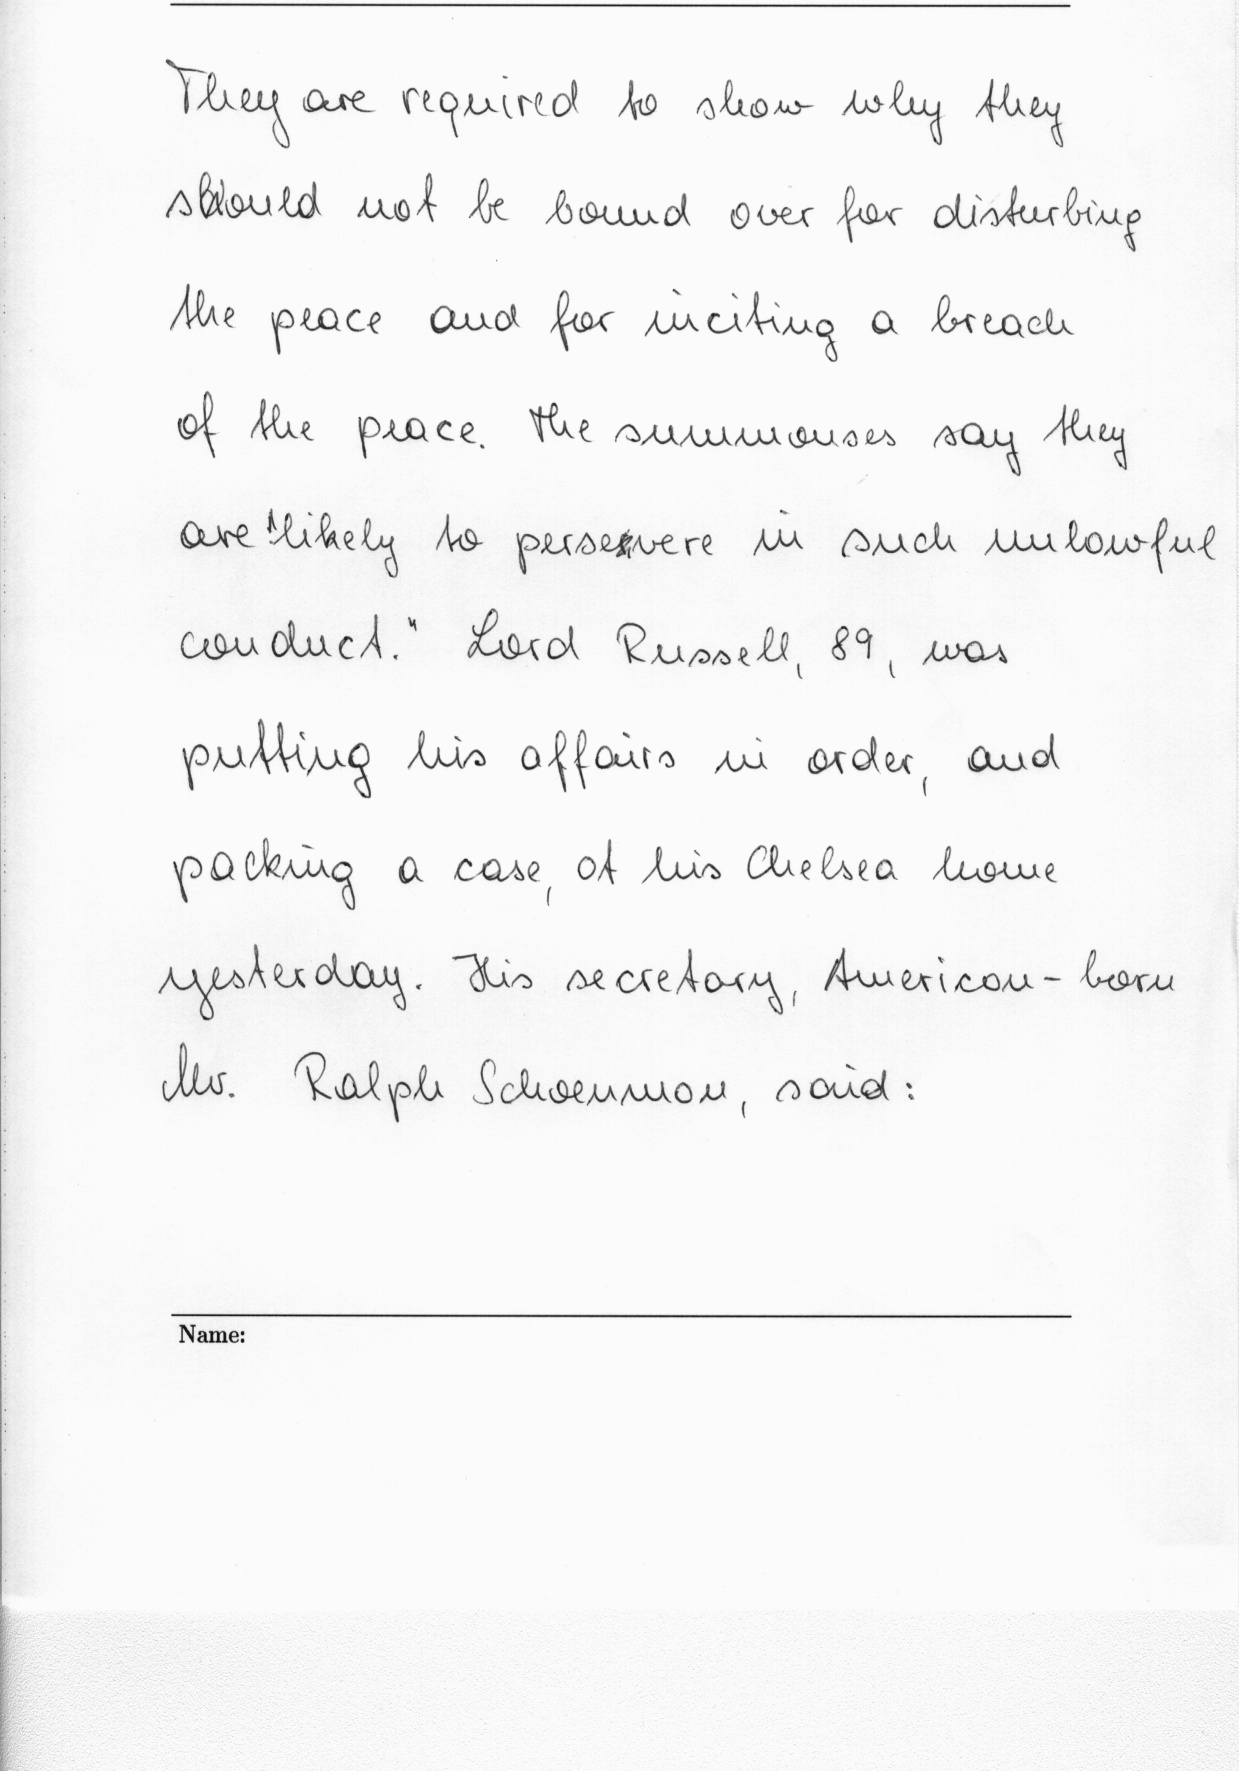 They are required to show why they
should not be bound over for disturbing
the peace and for inciting a breach
of the peace. The summonses say they
are "likely to persevere in such unlawful
conduct." Lord Russell, 89, was
putting his affairs in order, and
packing a case, at his Chelsea home
yesterday. His secretary, American-born
Mr. Ralph Schoenman, said:
Name: